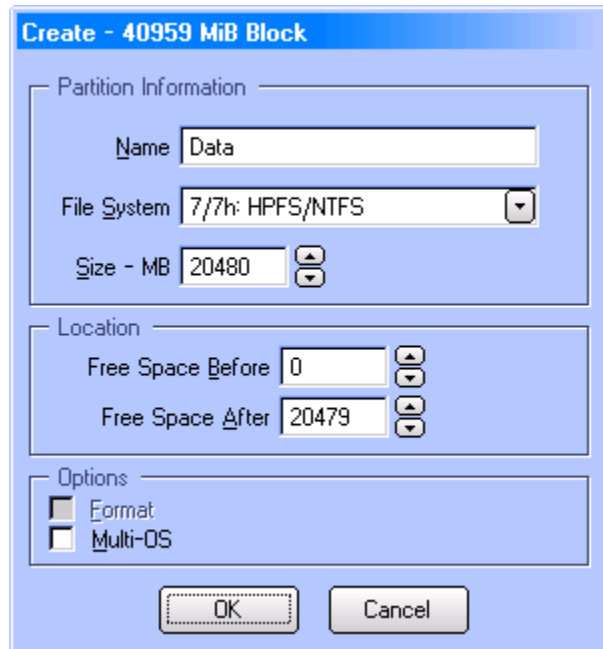 Create - 40959 MiB Block
Partition Information
Name Data
File System 7/7h: HPFS/NTFS
Size - MB 20480
Location
Free Space Before 0
Free Space After 20479
Options
Format
Multi-OS
OK Cancel